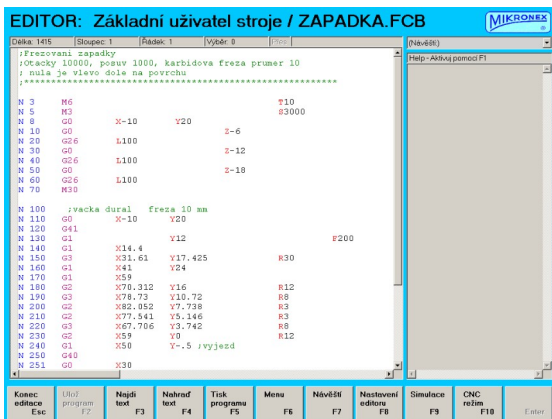 EDITOR: Základní uživatel stroje / ZAPADKA.FCB
MIKRONEX
Délka: 1415 Sloupec: 1 Řádek: 1 Výběr: 0 Přes
(Návěští)
Help - Aktivuj pomocí F1
;Frezovani zapadky
;Otacky 10000, posuv 1000, karbidova freza prumer 10
; nula je vlevo dole na povrchu
;**********************************************************
N 3 M6 T10
N 5 M3 S3000
N 8 G0 X-10 Y20
N 10 G0 Z-6
N 20 G26 L100
N 30 G0 Z-12
N 40 G26 L100
N 50 G0 Z-18
N 60 G26 L100
N 70 M30
N 100 ;vacka dural freza 10 mm
N 110 G0 X-10 Y20
N 120 G41
N 130 G1 Y12 F200
N 140 G1 X14.4
N 150 G3 X31.61 Y17.425 R30
N 160 G1 X41 Y24
N 170 G1 X59
N 180 G2 X70.312 Y16 R12
N 190 G3 X78.73 Y10.72 R8
N 200 G2 X82.052 Y7.738 R3
N 210 G2 X77.541 Y5.146 R3
N 220 G3 X67.706 Y3.742 R8
N 230 G2 X59 Y0 R12
N 240 G1 X50 Y-.5 ;vyjezd
N 250 G40
N 251 G0 X30
Konec editace Esc
Ulož program F2
Najdi text F3
Nahraď text F4
Tisk programu F5
Menu F6
Návěští F7
Nastavení editoru F8
Simulace F9
CNC režim F10
Enter